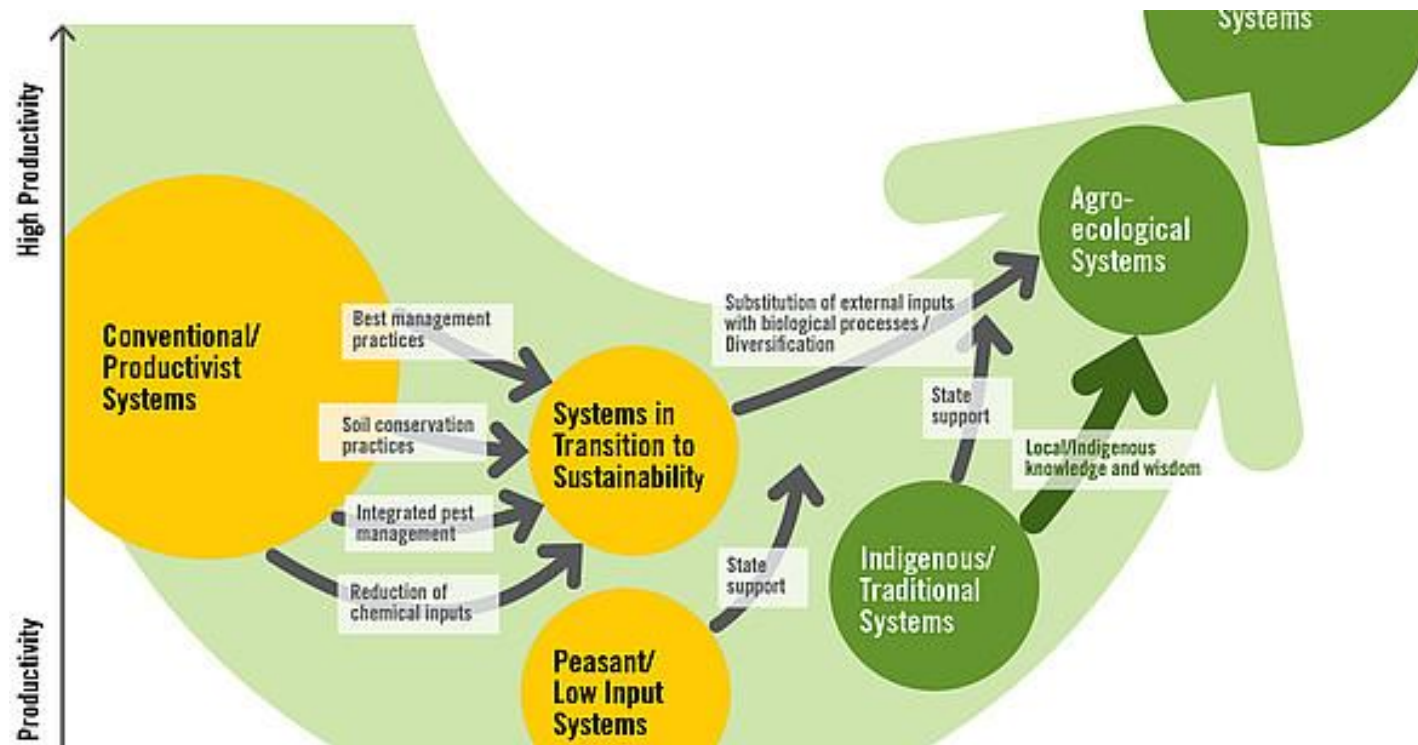 Systems
High Productivity
Agro-
ecological
Systems
Conventional/
Productivist
Systems
Best management
practices
Substitution of external inputs
with biological processes /
Diversification
Soil conservation
practices
Systems in
Transition to
Sustainability
State
support
Local/Indigenous
knowledge and wisdom
Integrated pest
management
Reduction of
chemical inputs
State
support
Indigenous/
Traditional
Systems
Peasant/
Low Input
Systems
Productivity